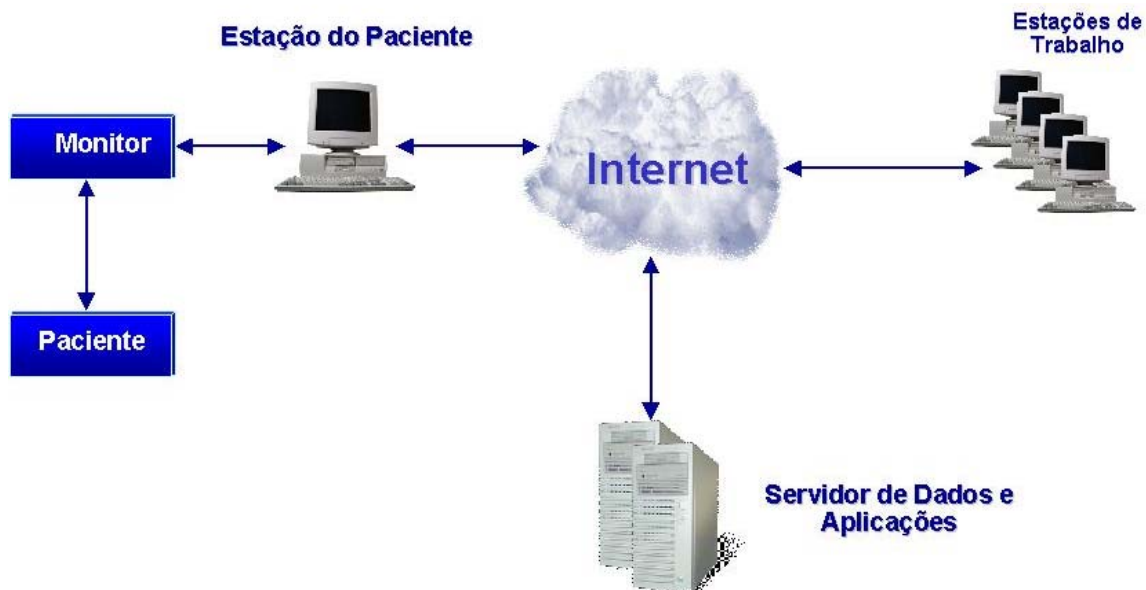 Estação do Paciente
Estações de
Trabalho
Monitor
Internet
Paciente
Servidor de Dados e
Aplicações